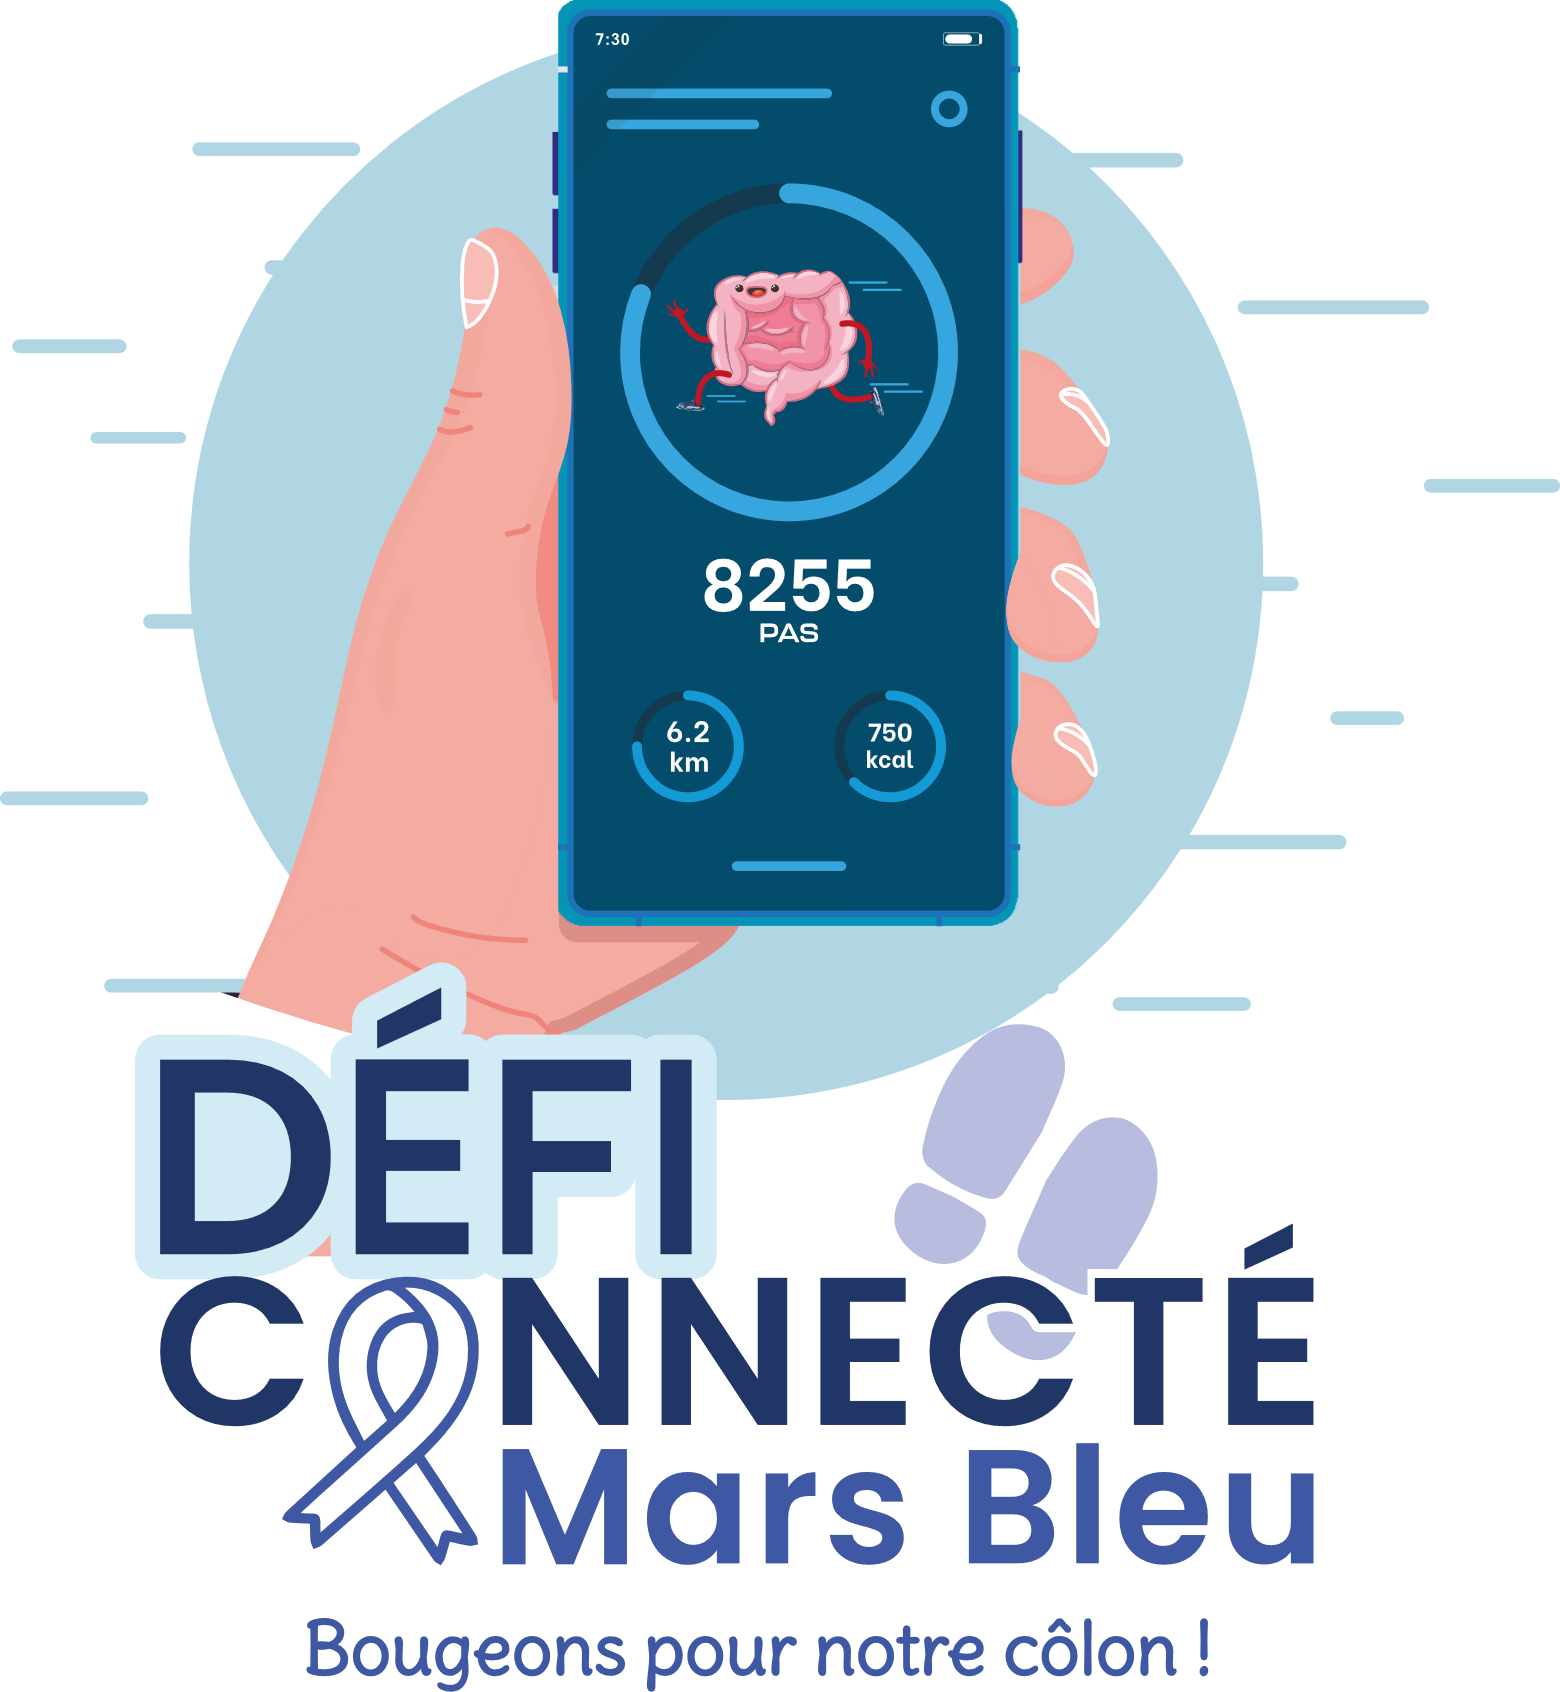 7:30
8255
PAS
6.2
km
750
kcal
DÉFI
CONNECTÉ
Mars Bleu
Bougeons pour notre côlon !